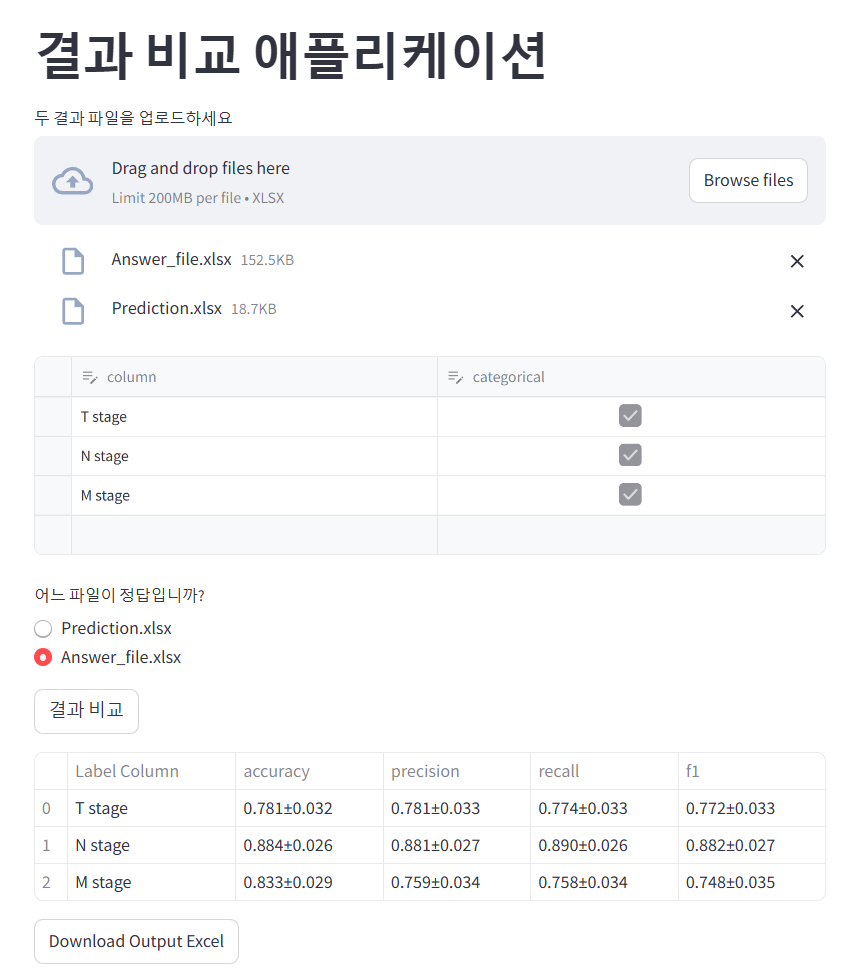 결과 비교 애플리케이션
두 결과 파일을 업로드하세요
Drag and drop files here
Limit 200MB per file • XLSX
Browse files
Answer_file.xlsx 152.5KB
Prediction.xlsx 18.7KB
column categorical
T stage
N stage
M stage
어느 파일이 정답입니까?
Prediction.xlsx
Answer_file.xlsx
결과 비교
Label Column accuracy precision recall f1
0 T stage 0.781±0.032 0.781±0.033 0.774±0.033 0.772±0.033
1 N stage 0.884±0.026 0.881±0.027 0.890±0.026 0.882±0.027
2 M stage 0.833±0.029 0.759±0.034 0.758±0.034 0.748±0.035
Download Output Excel